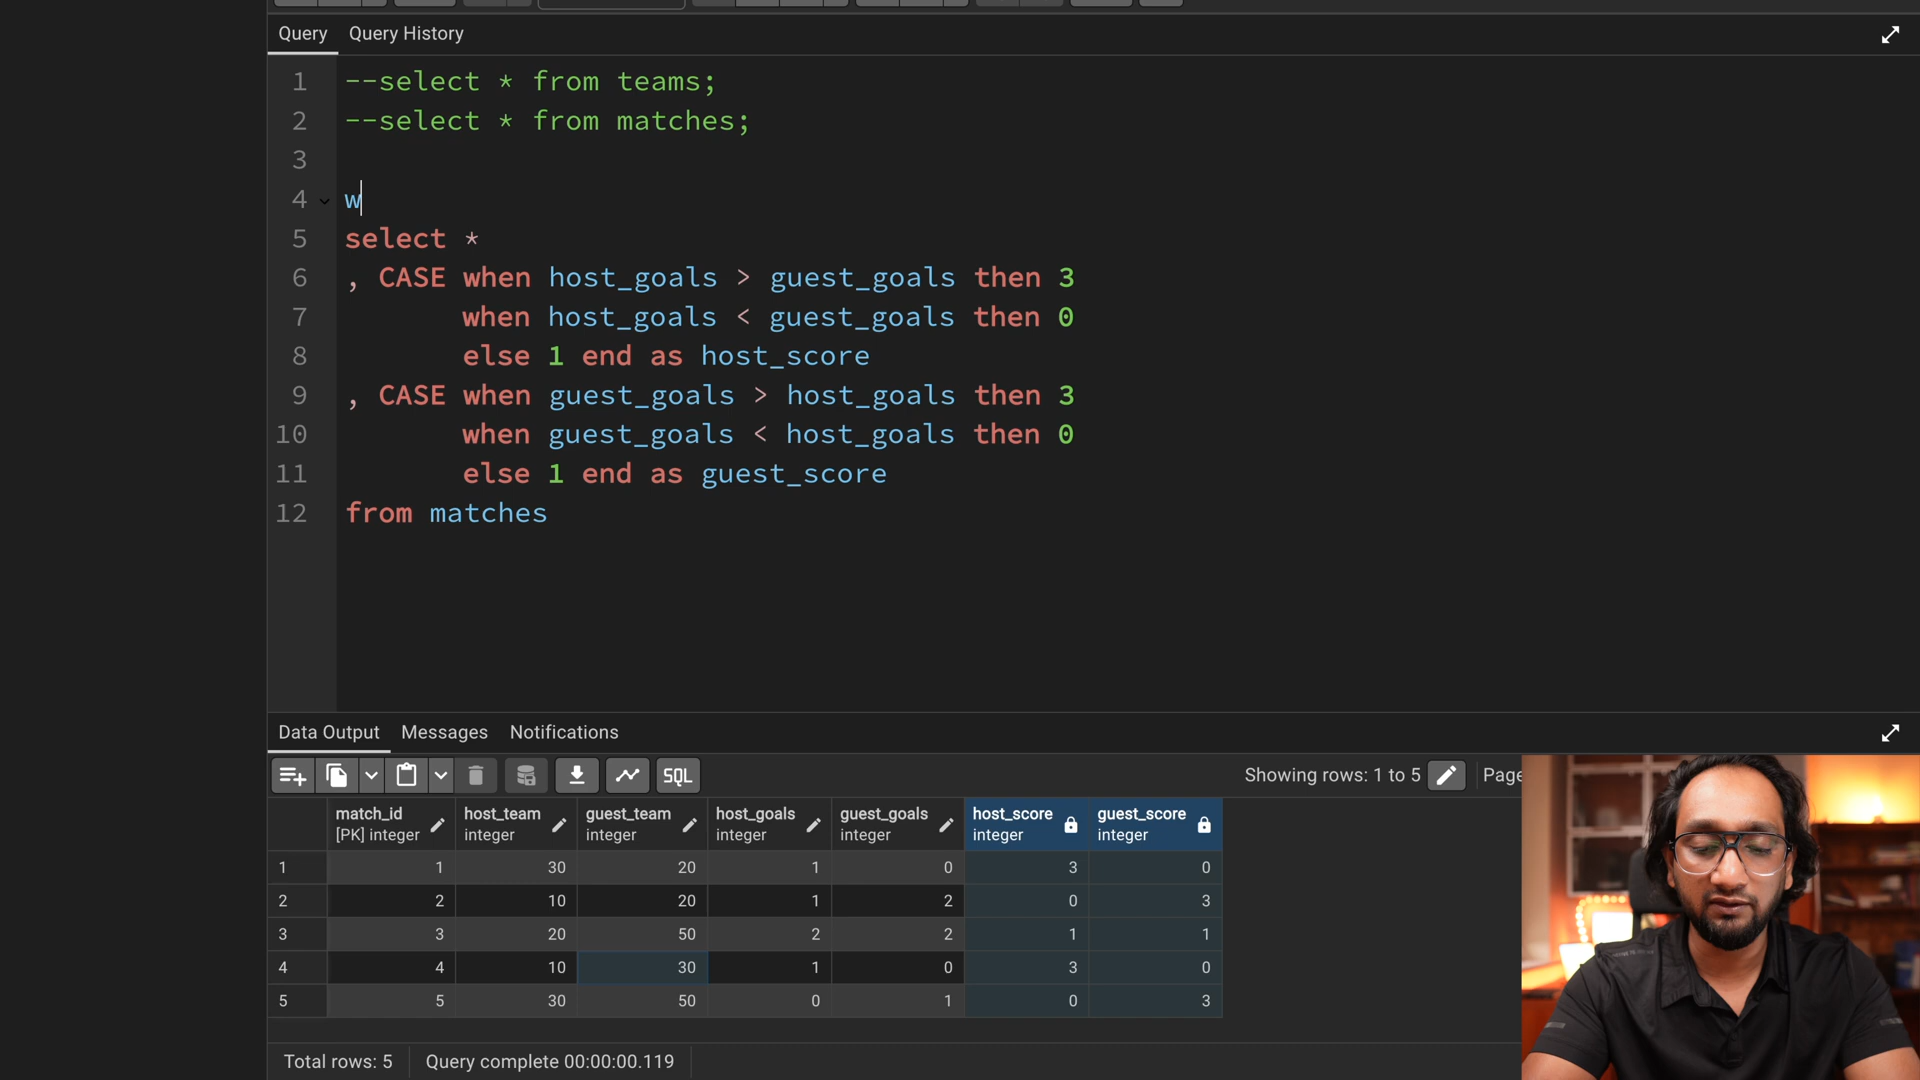 Query Query History
1 --select * from teams;
2 --select * from matches;
3
4 w
5 select *
6 , CASE when host_goals > guest_goals then 3
7 when host_goals < guest_goals then 0
8 else 1 end as host_score
9 , CASE when guest_goals > host_goals then 3
10 when guest_goals < host_goals then 0
11 else 1 end as guest_score
12 from matches
Data Output Messages Notifications
SQL Showing rows: 1 to 5 Page
match_id host_team guest_team host_goals guest_goals host_score guest_score
[PK] integer integer integer integer integer integer integer
1 1 30 20 1 0 3 0
2 2 10 20 1 2 0 3
3 3 20 50 2 2 1 1
4 4 10 30 1 0 3 0
5 5 30 50 0 1 0 3
Total rows: 5 Query complete 00:00:00.119